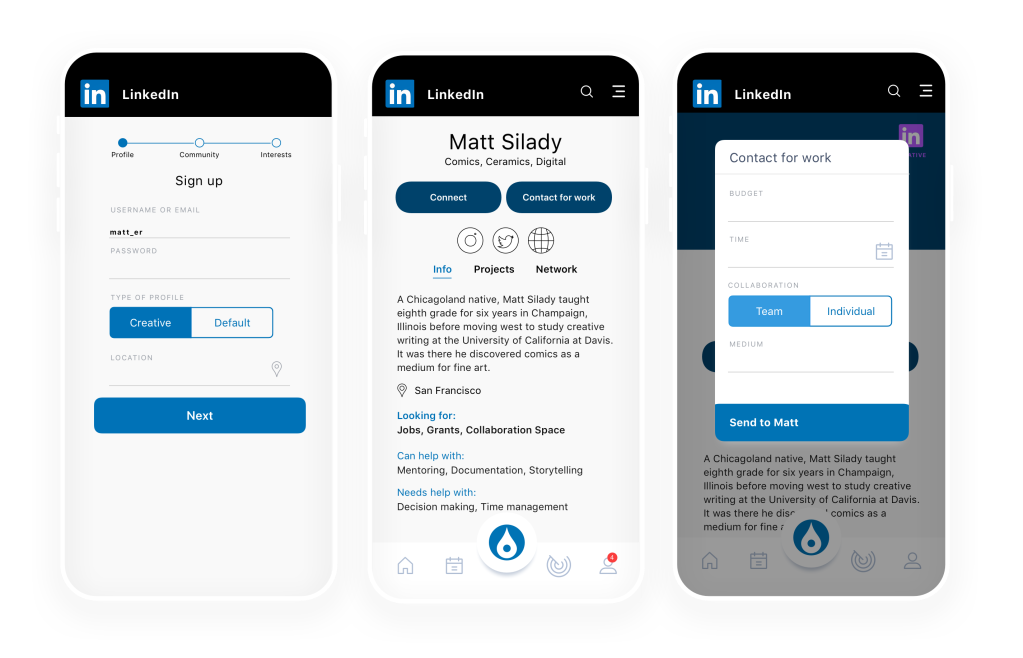 in LinkedIn
Profile Community Interests
Sign up
USERNAME OR EMAIL
matt_er
PASSWORD
TYPE OF PROFILE
Creative Default
LOCATION
Next
in LinkedIn
Matt Silady
Comics, Ceramics, Digital
Connect Contact for work
Info Projects Network
A Chicagoland native, Matt Silady taught
eighth grade for six years in Champaign,
Illinois before moving west to study creative
writing at the University of California at Davis.
It was there he discovered comics as a
medium for fine art.
San Francisco
Looking for:
Jobs, Grants, Collaboration Space
Can help with:
Mentoring, Documentation, Storytelling
Needs help with:
Decision making, Time management
4
in LinkedIn
in
ATIVE
Contact for work
BUDGET
TIME
COLLABORATION
Team Individual
MEDIUM
Send to Matt
A Chicagoland native, Matt Silady taught
eighth grade for six years in Champaign,
Illinois before moving west to study creative
writing at the University of California at Davis.
It was there he disc comics as a
medium for fine